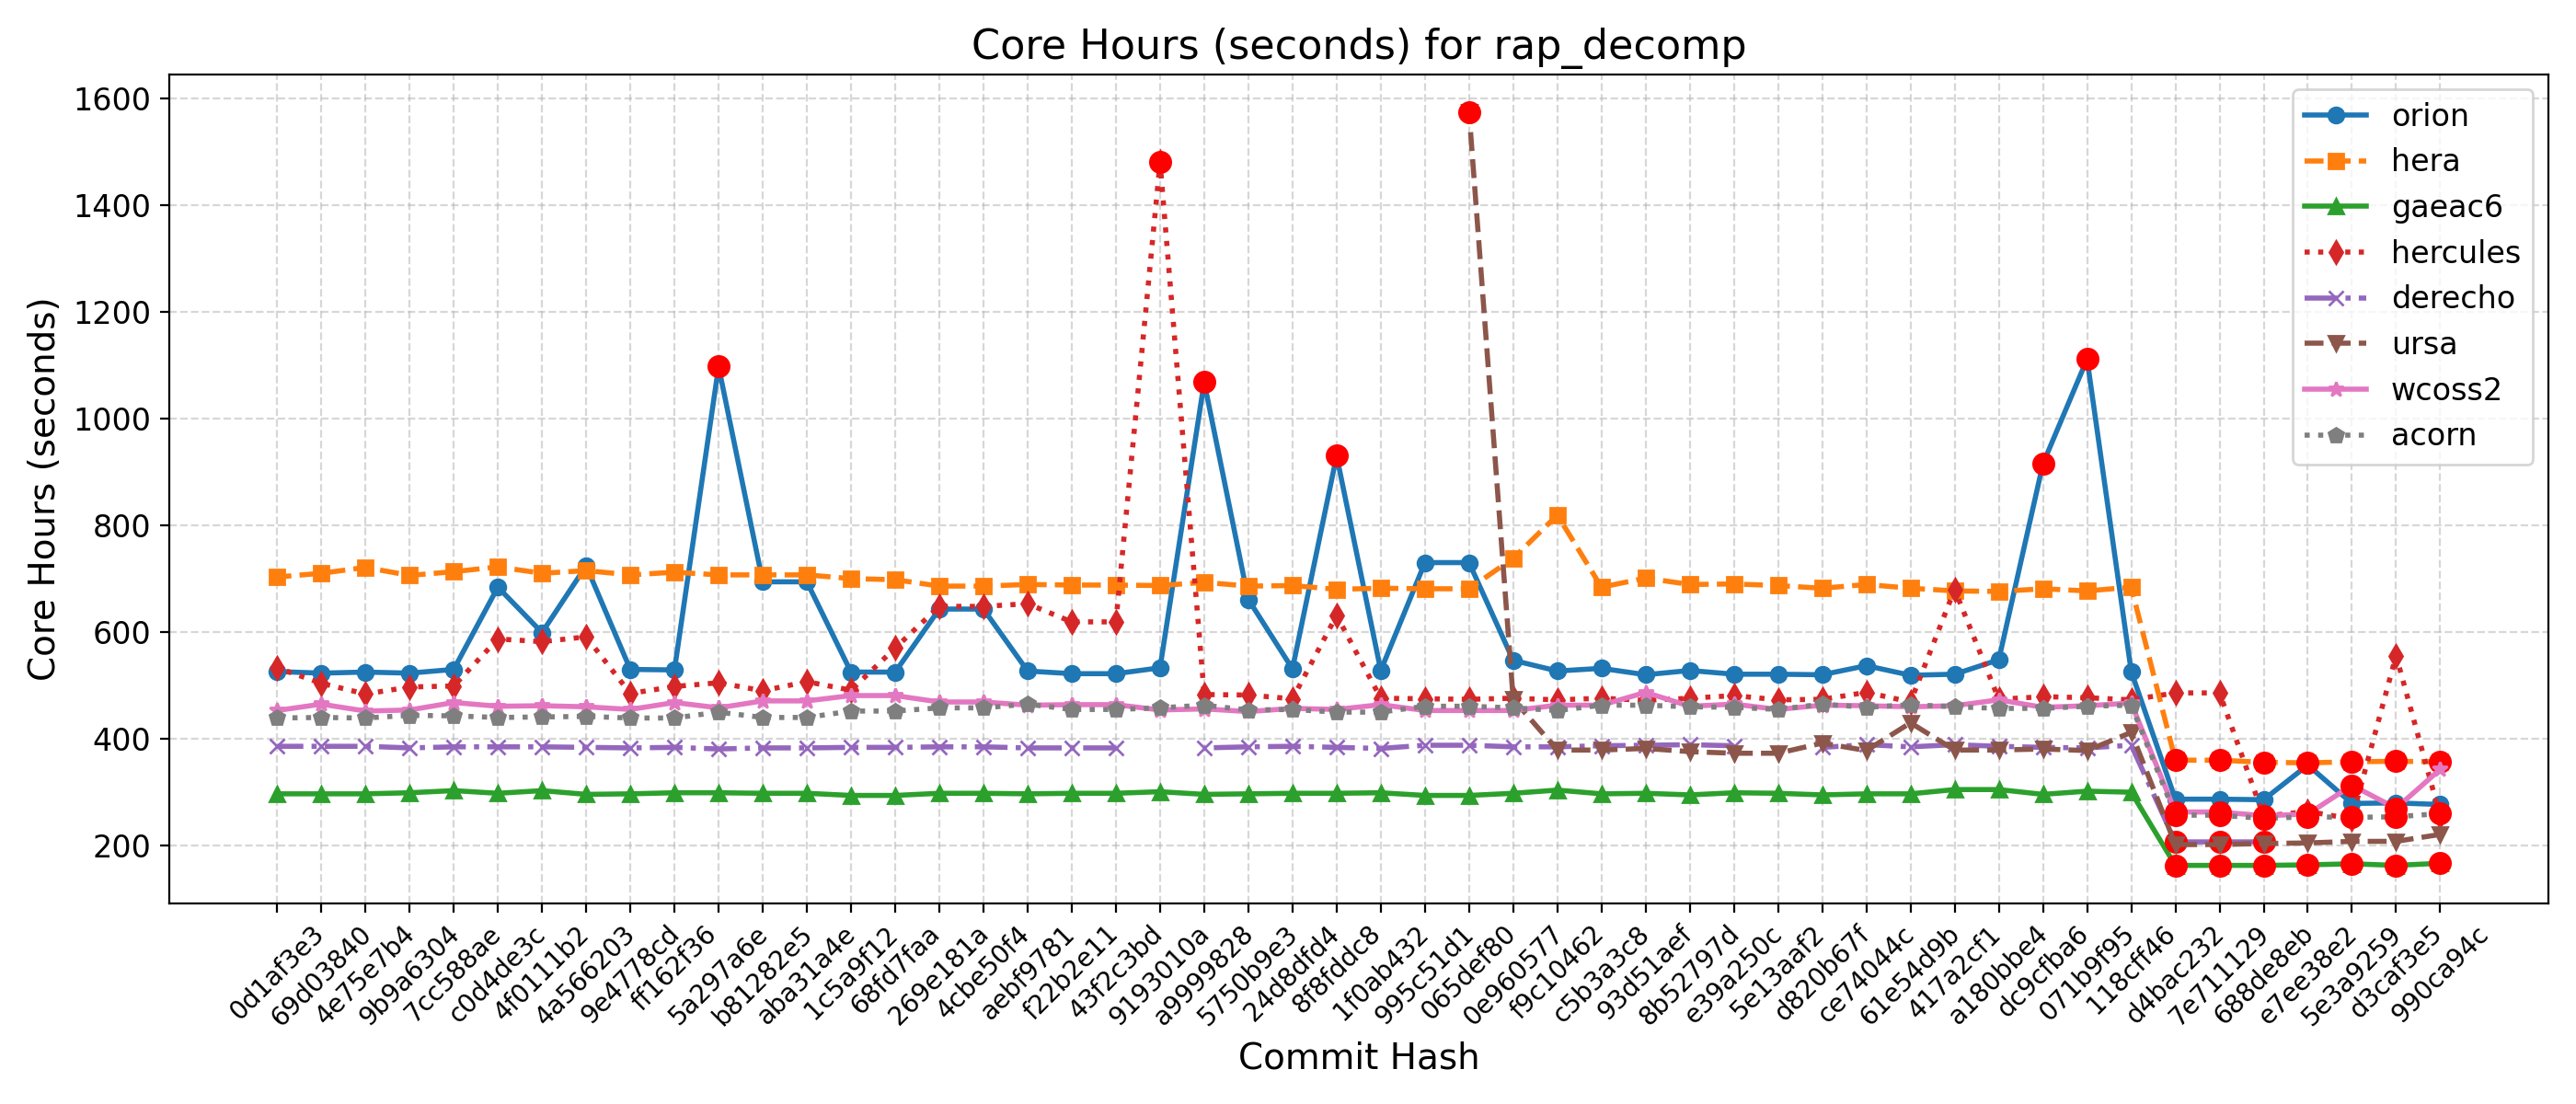 Core Hours (seconds) for rap_decomp
Core Hours (seconds)
1600
1400
1200
1000
800
600
400
200
orion
hera
gaeac6
hercules
derecho
ursa
wcoss2
acorn
0d1af3e3
69d03840
4e75e7b4
9b9a6304
7cc588ae
c0d4de3c
4f0111b2
4a566203
9e4778cd
ff162f36
5a297a6e
b81282e5
aba31a4e
1c5a9f12
68fd7faa
269e181a
4cbe50f4
aebf9781
f22b2e11
43f2c3bd
9193010a
a9999828
5750b9e3
24d8dfd4
8f8fddc8
1f0ab432
995c51d1
065def80
0e960577
f9c10462
c5b3a3c8
93d51aef
8b52797d
e39a250c
5e13aaf2
d820b67f
ce74044c
61e54d9b
417a2cf1
a180bbe4
dc9cfba6
071b9f95
118cff46
d4bac232
7e711129
688de8eb
e7ee38e2
5e3a9259
d3caf3e5
990ca94c
Commit Hash